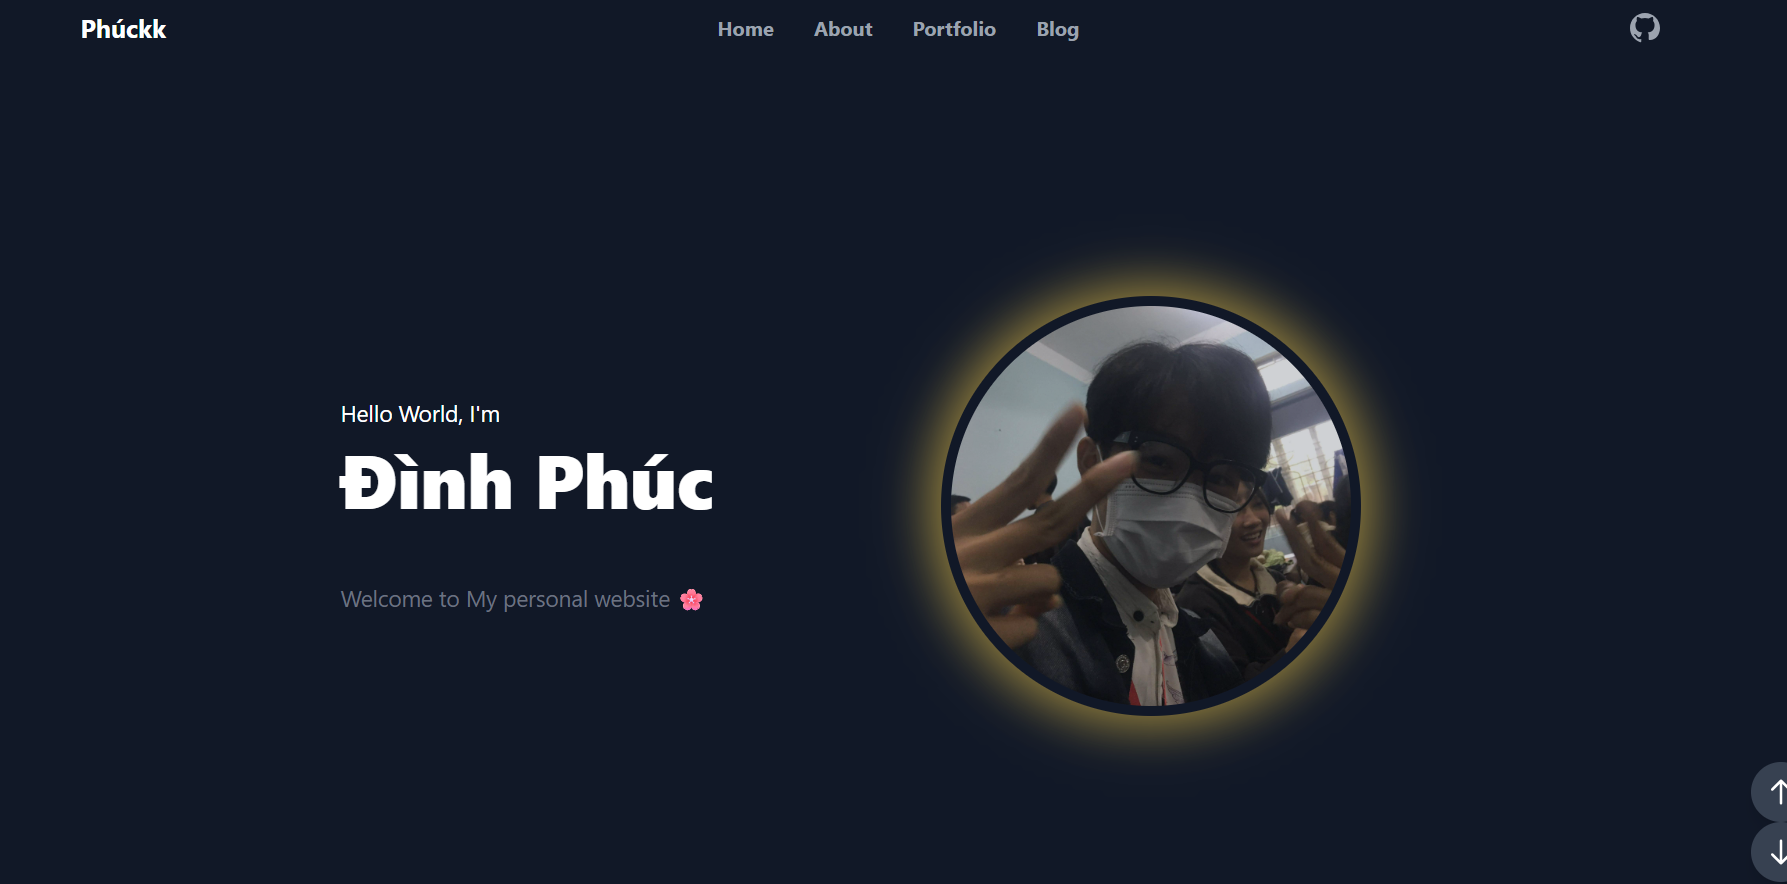 Phúckk
Home About Portfolio Blog
Hello World, I'm
Đình Phúc
Welcome to My personal website 🌸